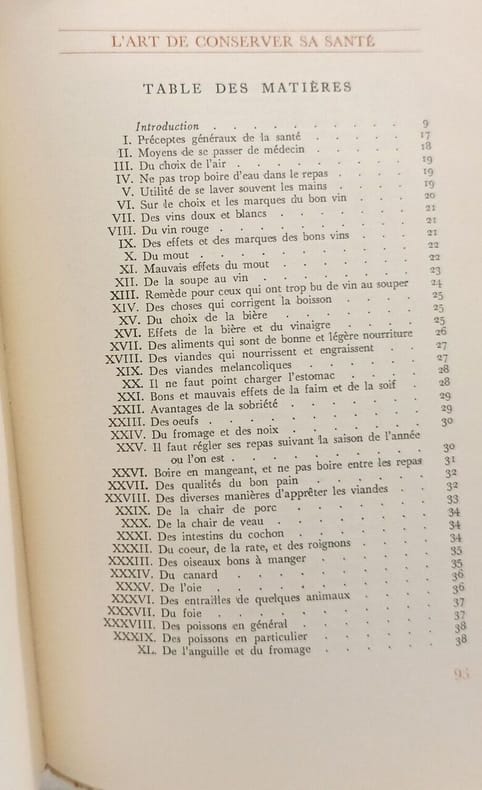 L'ART DE CONSERVER SA SANTÉ
TABLE DES MATIÈRES
Introduction . . . . . . . . 9
I. Préceptes généraux de la santé . . . . . 17
II. Moyens de se passer de médecin . . . . . 18
III. Du choix de l'air . . . . . . . 19
IV. Ne pas trop boire d'eau dans le repas . . . . 19
V. Utilité de se laver souvent les mains . . . . 19
VI. Sur le choix et les marques du bon vin . . . . 20
VII. Des vins doux et blancs . . . . . . 21
VIII. Du vin rouge . . . . . . . . 21
IX. Des effets et des marques des bons vins . . . 21
X. Du mout . . . . . . . . . 22
XI. Mauvais effets du mout . . . . . . 22
XII. De la soupe au vin . . . . . . . 23
XIII. Remède pour ceux qui ont trop bu de vin au souper 24
XIV. Des choses qui corrigent la boisson . . . . 25
XV. Du choix de la bière . . . . . . 25
XVI. Effets de la bière et du vinaigre . . . . 25
XVII. Des aliments qui sont de bonne et légère nourriture 26
XVIII. Des viandes qui nourrissent et engraissent . . 27
XIX. Des viandes melancoliques . . . . . 27
XX. Il ne faut point charger l'estomac . . . . 28
XXI. Bons et mauvais effets de la faim et de la soif . 28
XXII. Avantages de la sobriété . . . . . 29
XXIII. Des oeufs . . . . . . . . 29
XXIV. Du fromage et des noix . . . . . . 30
XXV. Il faut régler ses repas suivant la saison de l'année
ou l'on est . . . . . . . . 30
XXVI. Boire en mangeant, et ne pas boire entre les repas 31
XXVII. Des qualités du bon pain . . . . . 32
XXVIII. Des diverses manières d'apprêter les viandes . . 32
XXIX. De la chair de porc . . . . . . 33
XXX. De la chair de veau . . . . . . 34
XXXI. Des intestins du cochon . . . . . . 34
XXXII. Du coeur, de la rate, et des roignons . . . . 34
XXXIII. Des oiseaux bons à manger . . . . . 35
XXXIV. Du canard . . . . . . . . 35
XXXV. De l'oie . . . . . . . . . 36
XXXVI. Des entrailles de quelques animaux . . . . 36
XXXVII. Du foie . . . . . . . . . 37
XXXVIII. Des poissons en général . . . . . . 37
XXXIX. Des poissons en particulier . . . . . 38
XL. De l'anguille et du fromage . . . . . 38